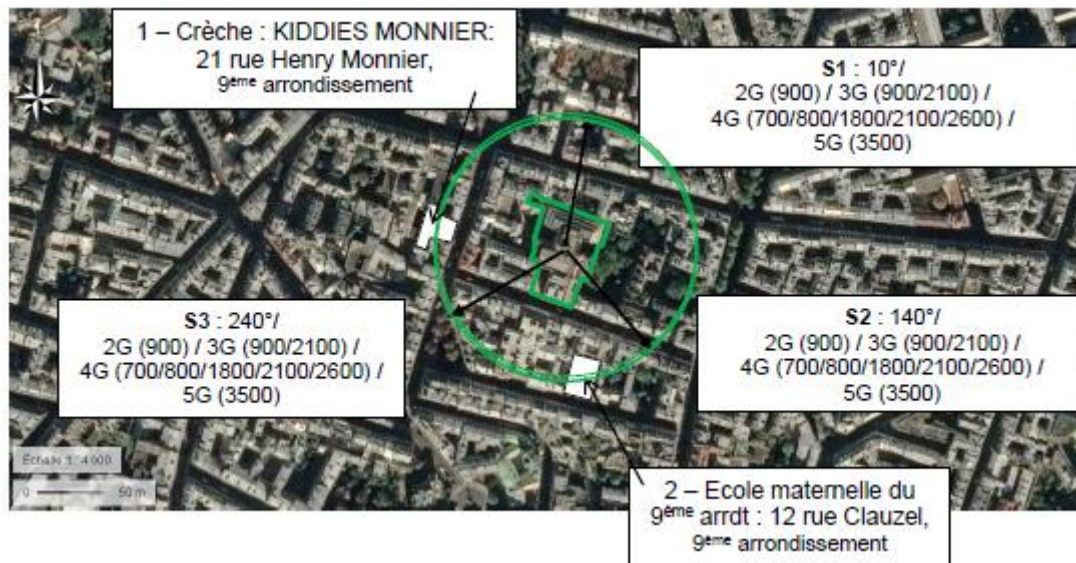 1 – Crèche : KIDDIES MONNIER:
21 rue Henry Monnier,
9ème arrondissement
S1 : 10°/
2G (900) / 3G (900/2100) /
4G (700/800/1800/2100/2600) /
5G (3500)
S3 : 240°/
2G (900) / 3G (900/2100) /
4G (700/800/1800/2100/2600) /
5G (3500)
S2 : 140°/
2G (900) / 3G (900/2100) /
4G (700/800/1800/2100/2600) /
5G (3500)
Échelle 1 : 4 000
0 50 m
2 – Ecole maternelle du
9ème arrdt : 12 rue Clauzel,
9ème arrondissement